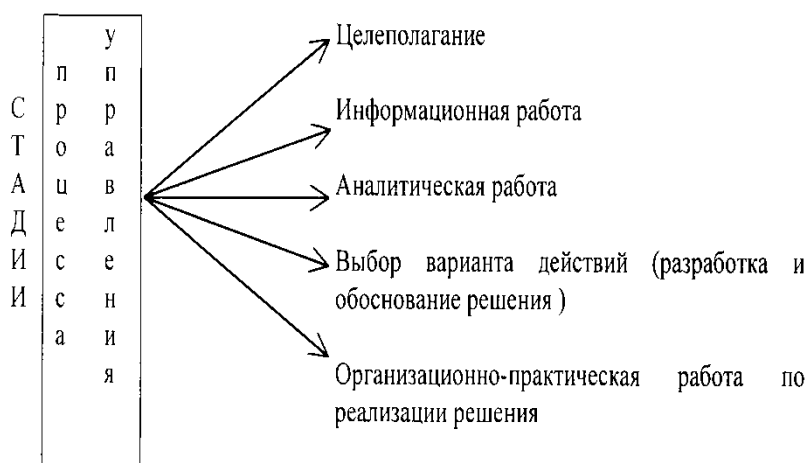 СТАДИИ
процесса
управления
Целеполагание
Информационная работа
Аналитическая работа
Выбор варианта действий (разработка и
обоснование решения )
Организационно-практическая работа по
реализации решения